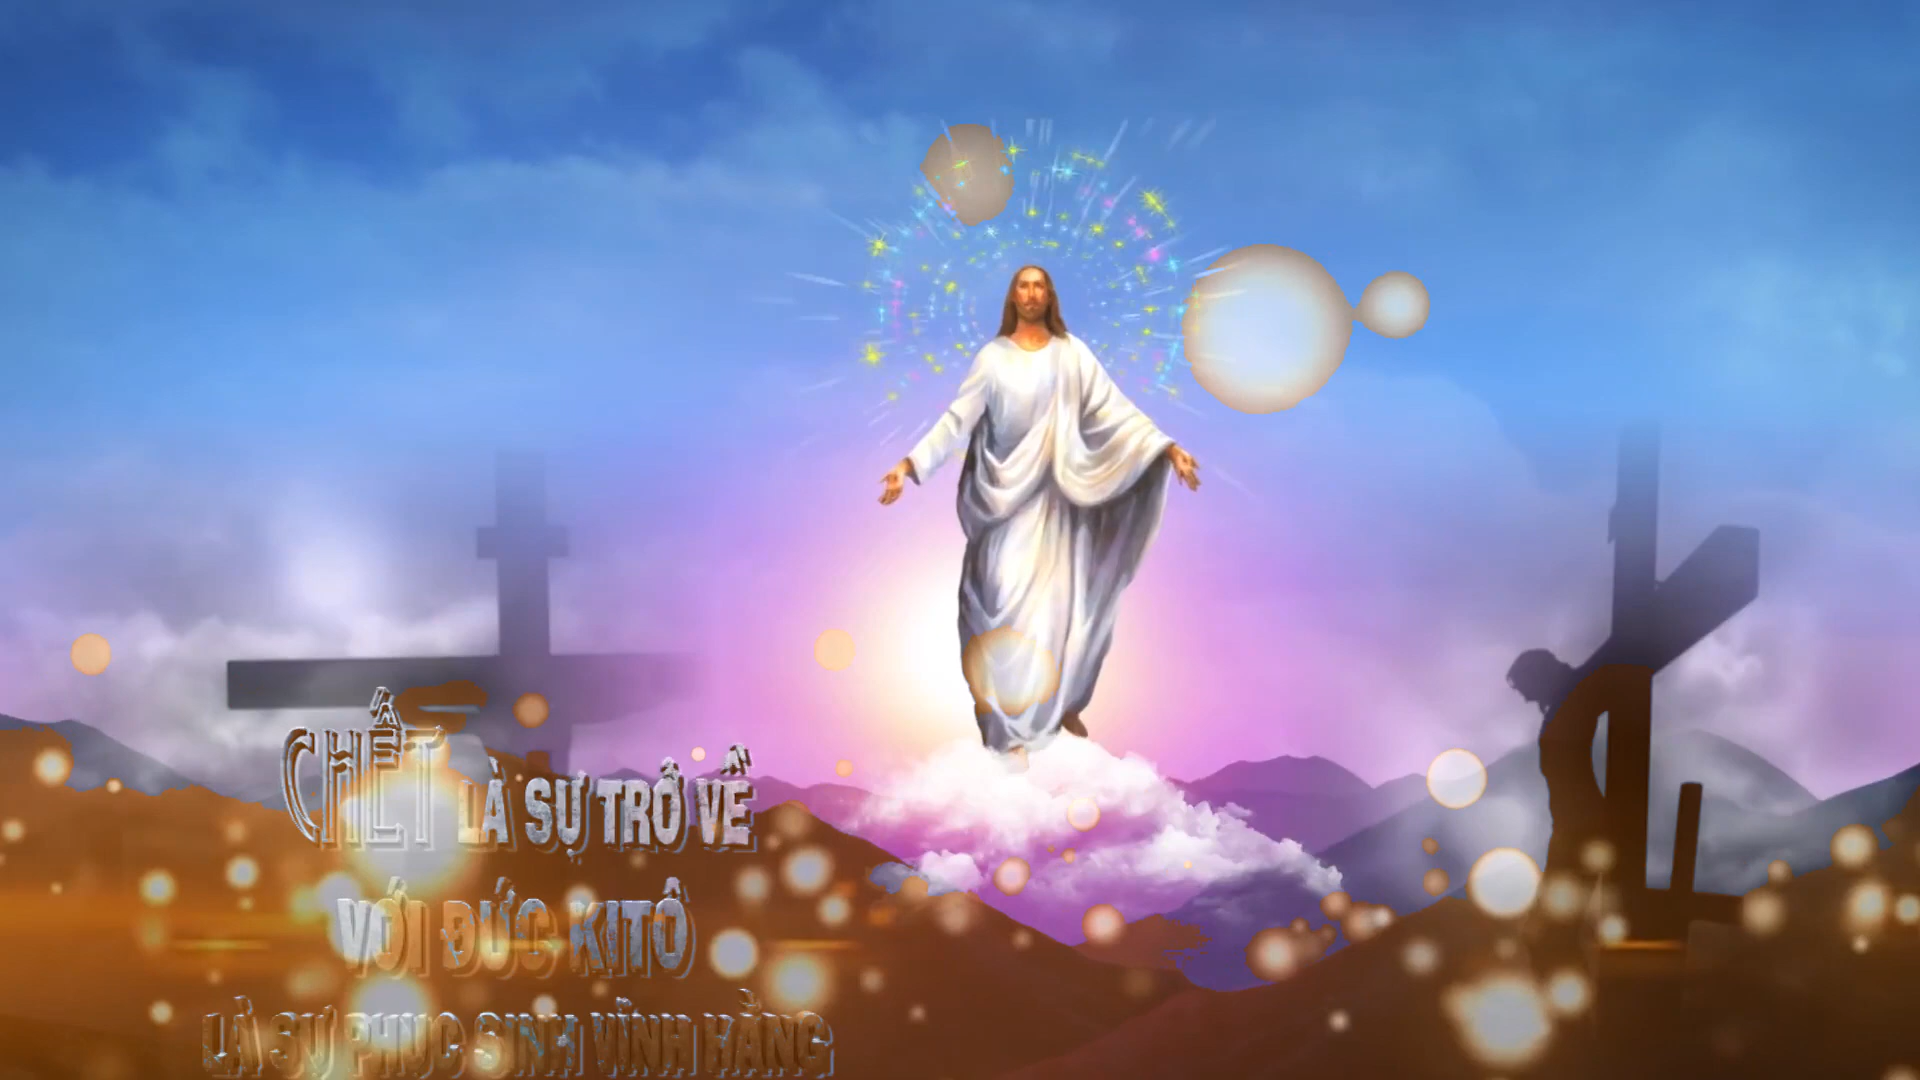 CHẾT LÀ SỰ TRỞ VỀ
VỚI ĐỨC KITÔ
LÀ SỰ PHỤC SINH VĨNH HẰNG